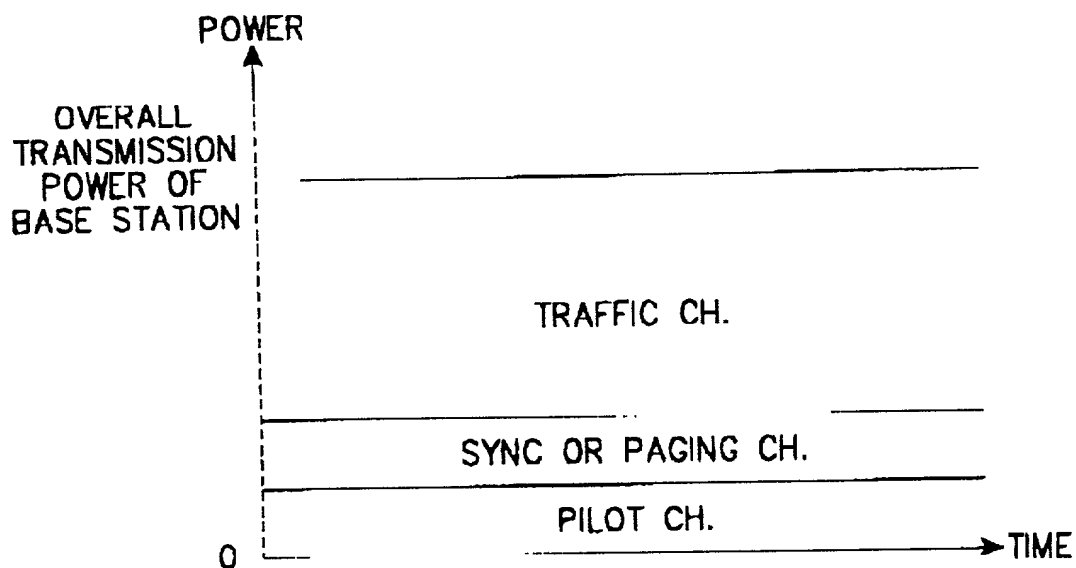 POWER
OVERALL
TRANSMISSION
POWER OF
BASE STATION
TRAFFIC CH.
SYNC OR PAGING CH.
PILOT CH.
0
TIME